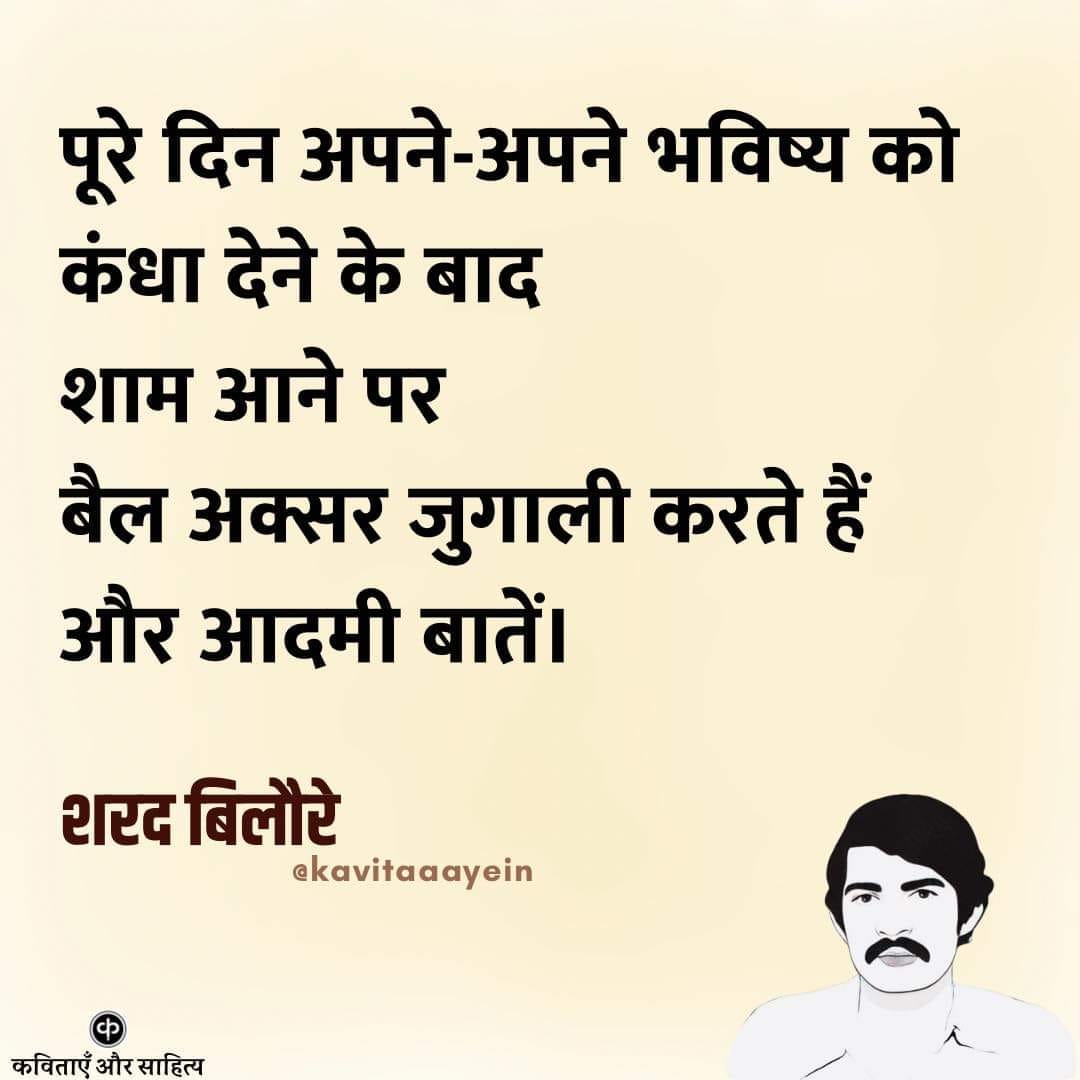 पूरे दिन अपने-अपने भविष्य को
कंधा देने के बाद
शाम आने पर
बैल अक्सर जुगाली करते हैं
और आदमी बातें।
शरद बिलौरे
@kavitaaayein
क
कविताएँ और साहित्य